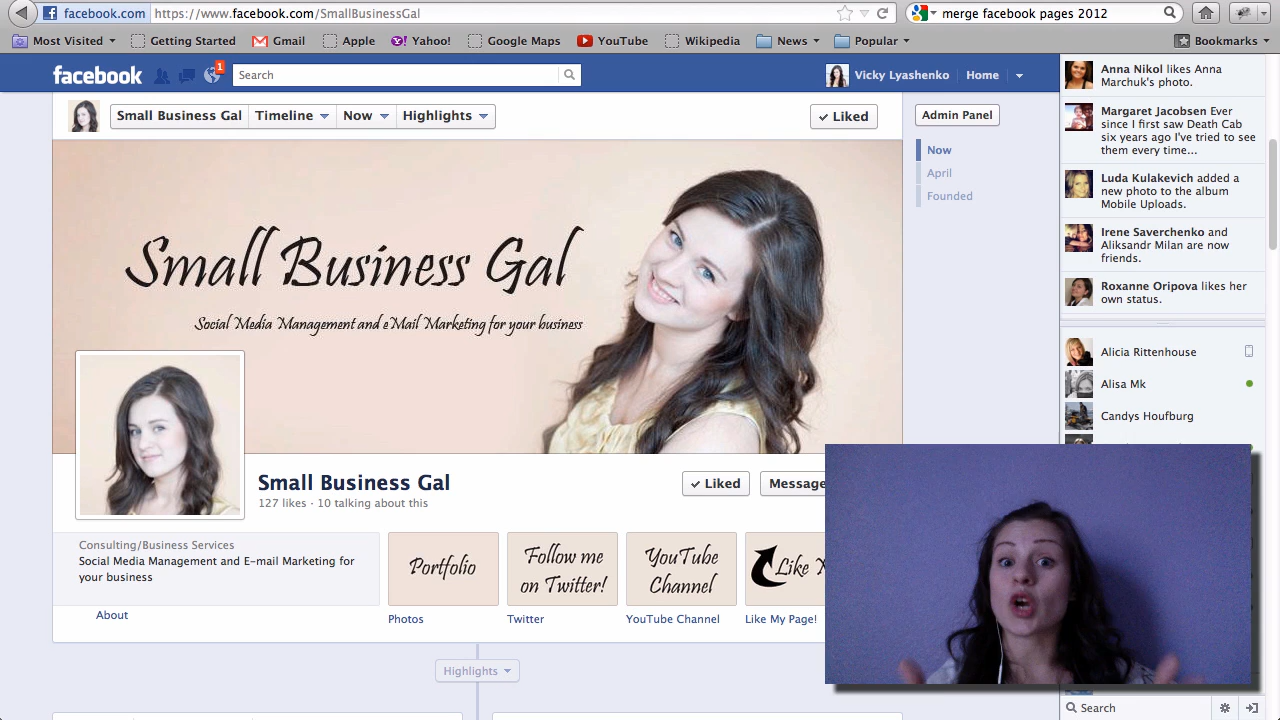 facebook.com https://www.facebook.com/SmallBusinessGal merge facebook pages 2012
Most Visited Getting Star Gmail Apple Yahoo! Google Maps YouTube Wikipedia News Popular Bookmarks
facebook 1 Search Vicky Lyashenko Home
Small Business Gal Timeline Now Highlights Liked Admin Panel
Now
April
Founded
Small Business Gal
Social Media Management and eMail Marketing for your business
Small Business Gal
127 likes · 10 talking about this
Liked Message
Consulting/Business Services
Social Media Management and E-mail Marketing for
your business
About
Portfolio
Photos
Follow me
on Twitter!
Twitter
YouTube
Channel
YouTube Channel
Like
Like My Page!
Highlights
Anna Nikol likes Anna
Marchuk's photo.
Margaret Jacobsen Ever
since I first saw Death Cab
six years ago I've tried to see
them every time...
Luda Kulakevich added a
new photo to the album
Mobile Uploads.
Irene Saverchenko and
Aliksandr Milan are now
friends.
Roxanne Oripova likes her
own status.
Alicia Rittenhouse
Alisa Mk
Candys Houfburg
Search